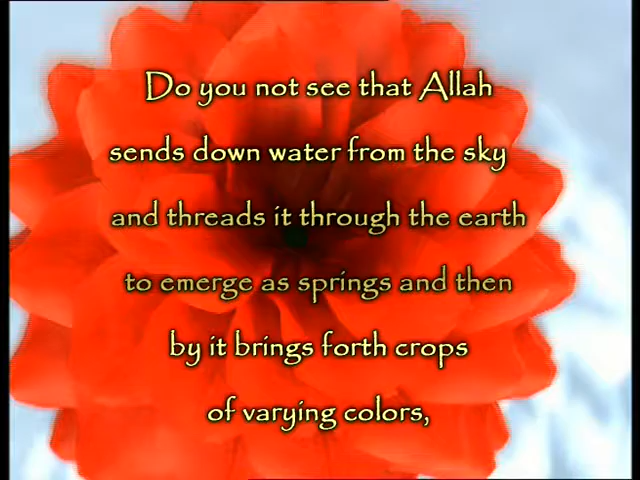 Do you not see that Allah
sends down water from the sky
and threads it through the earth
to emerge as springs and then
by it brings forth crops
of varying colors,